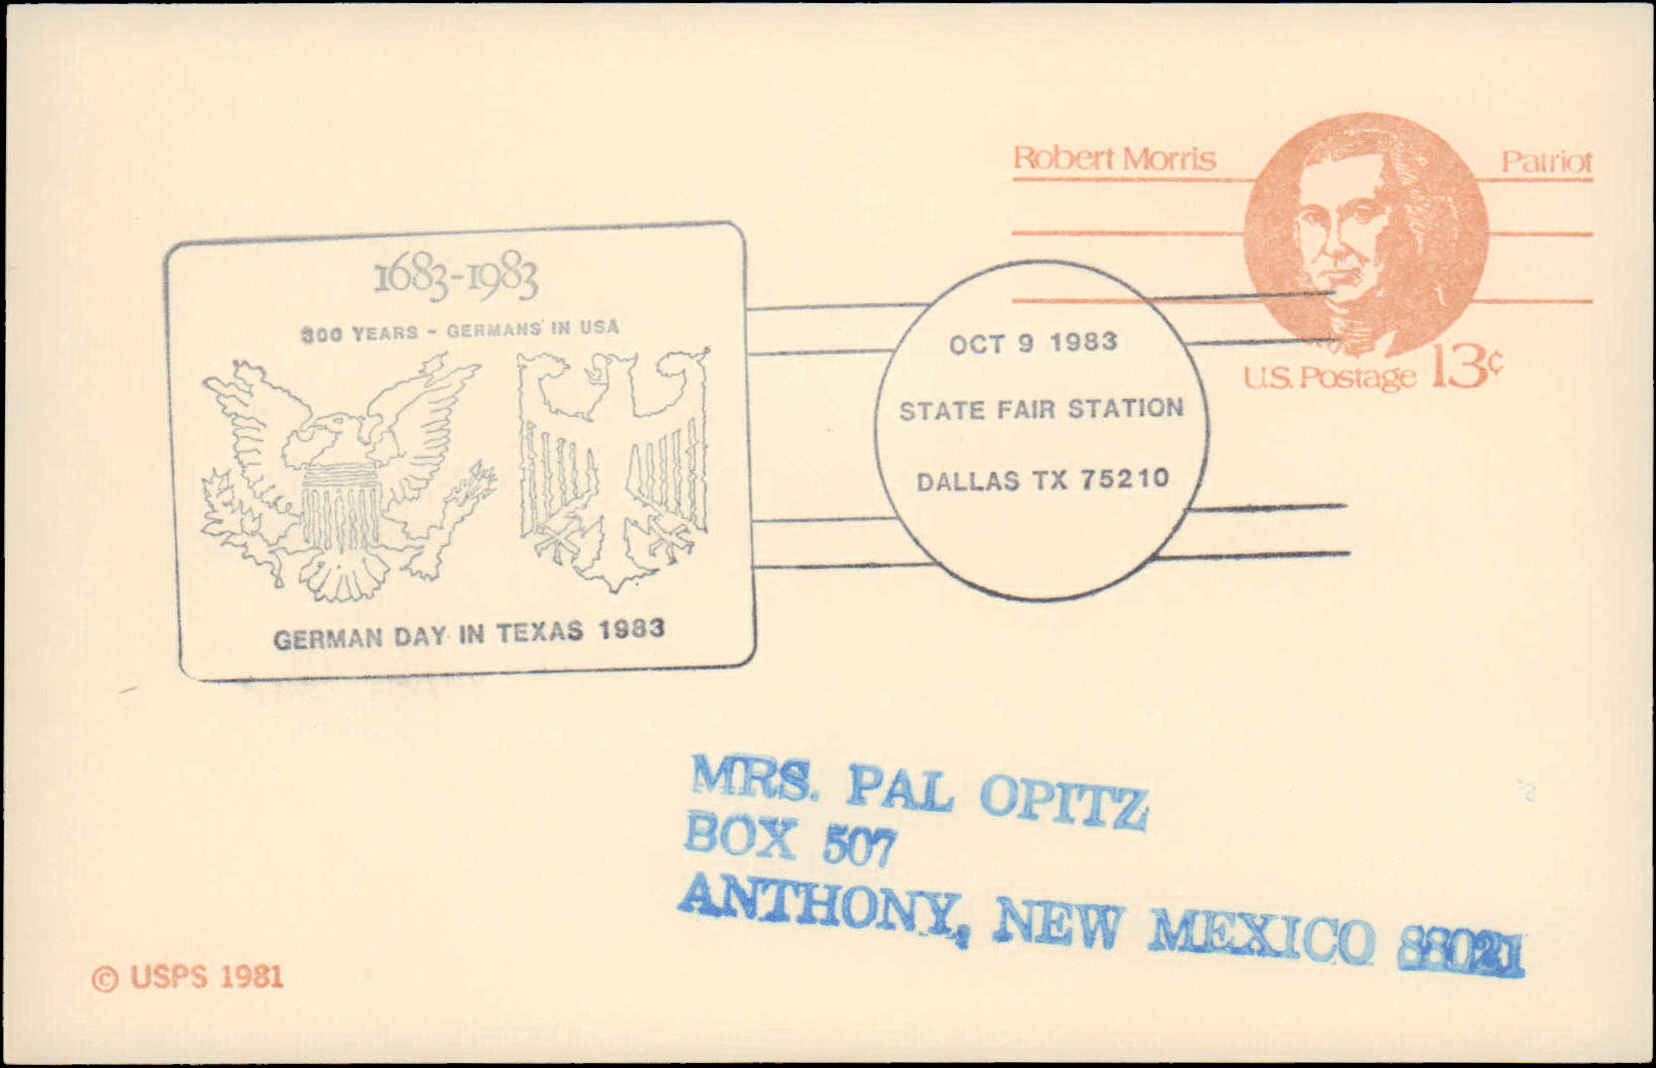 Robert Morris Patriot
U.S. Postage 13¢
1683-1983
300 YEARS - GERMANS IN USA
GERMAN DAY IN TEXAS 1983
OCT 9 1983
STATE FAIR STATION
DALLAS TX 75210
MRS. PAL OPITZ
BOX 507
ANTHONY, NEW MEXICO 88021
© USPS 1981